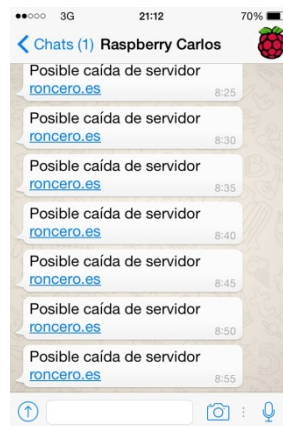 3G 21:12 70%
Chats (1) Raspberry Carlos
Posible caída de servidor
roncero.es 8:25
Posible caída de servidor
roncero.es 8:30
Posible caída de servidor
roncero.es 8:35
Posible caída de servidor
roncero.es 8:40
Posible caída de servidor
roncero.es 8:45
Posible caída de servidor
roncero.es 8:50
Posible caída de servidor
roncero.es 8:55